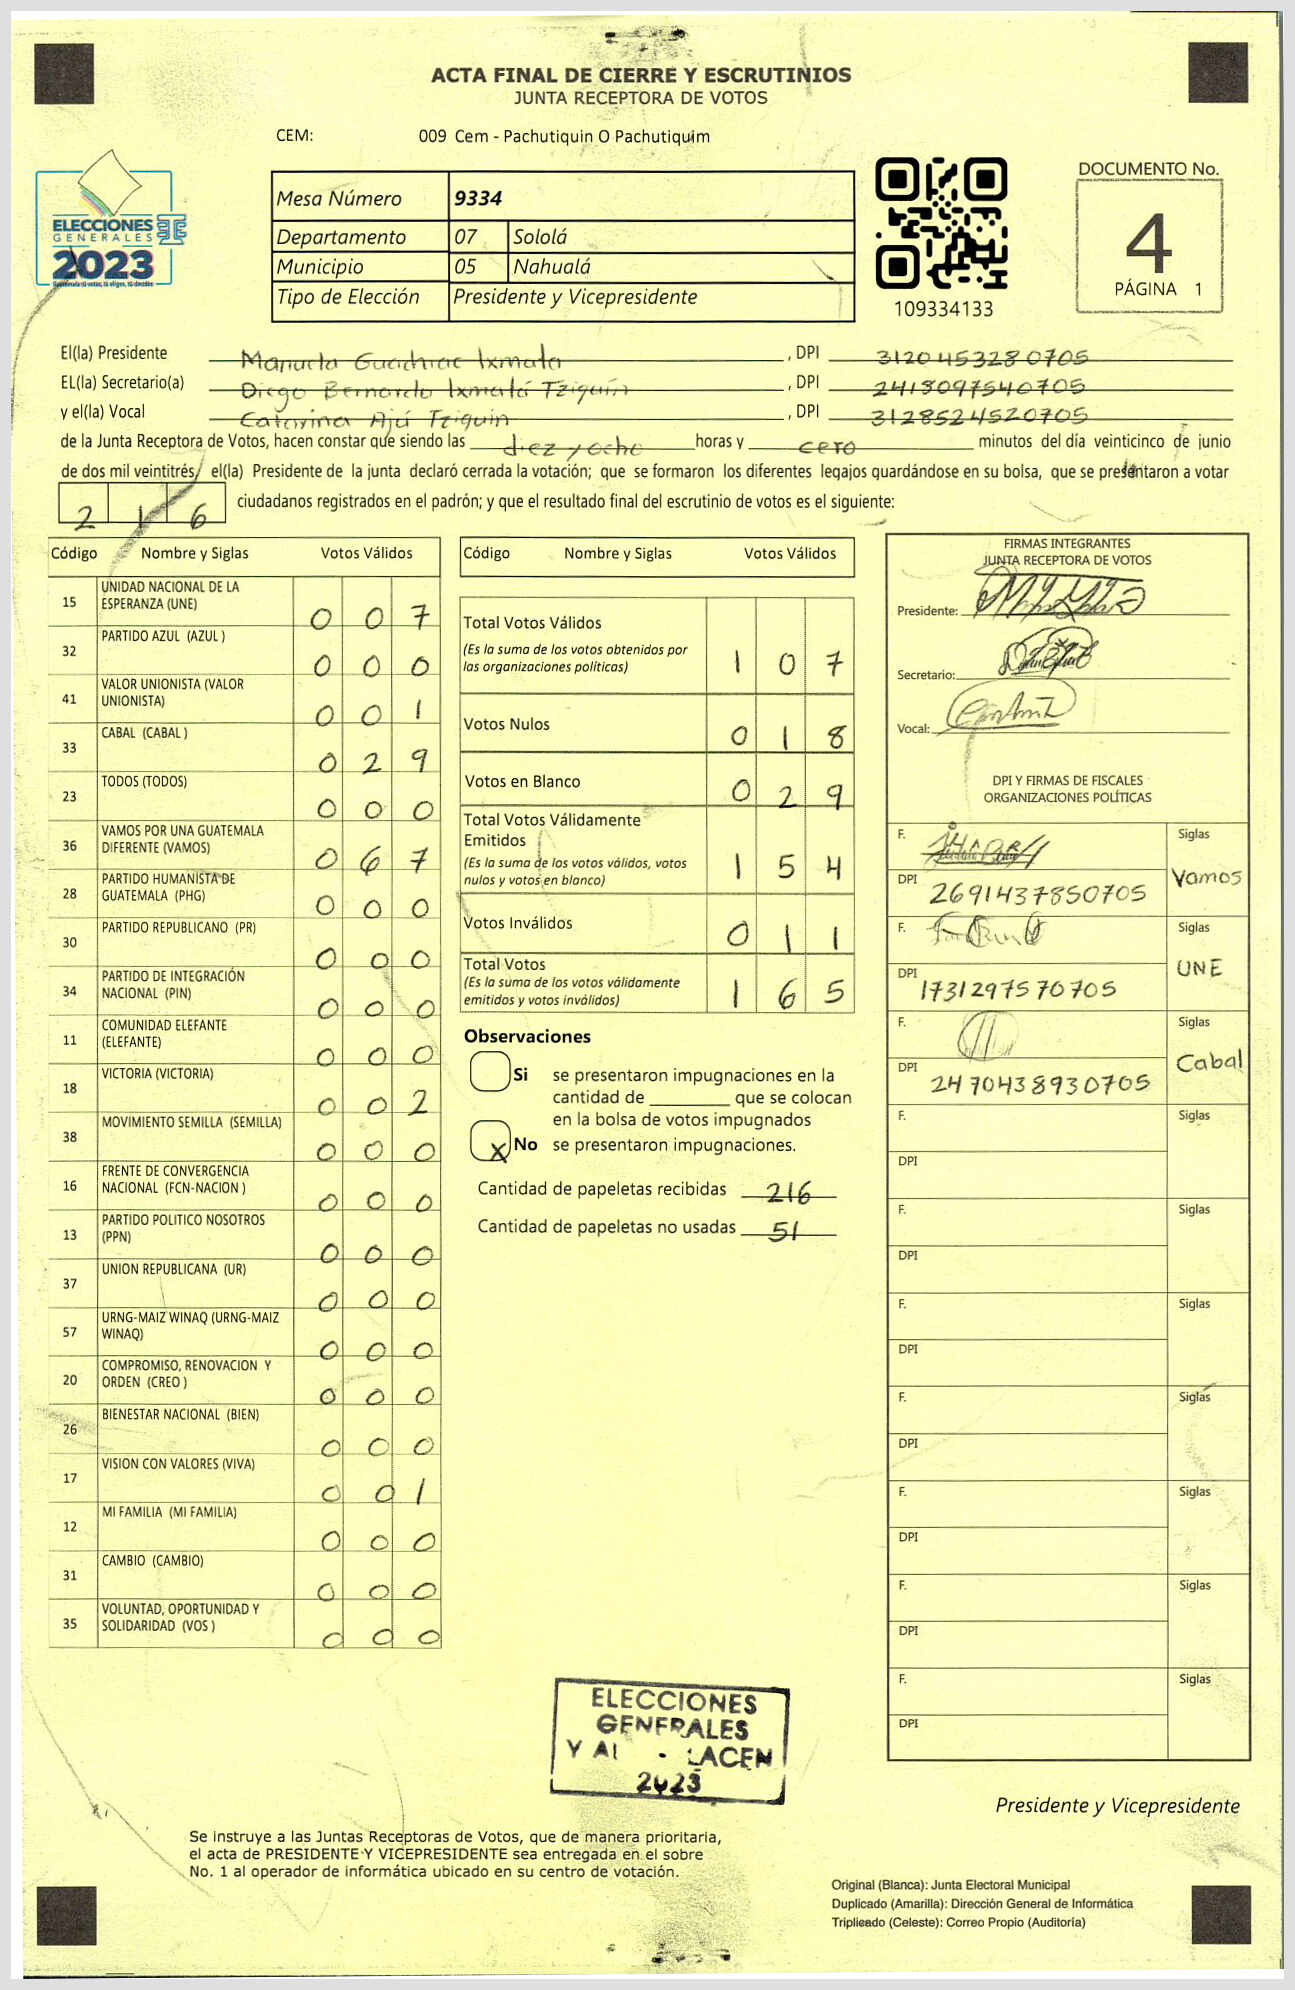 ACTA FINAL DE CIERRE Y ESCRUTINIOS
JUNTA RECEPTORA DE VOTOS
CEM: 009 Cem - Pachutiquin O Pachutiquim
ELECCIONES
GENERALES
2023
Mesa Número 9334
Departamento 07 Sololá
Municipio 05 Nahualá
Tipo de Elección Presidente y Vicepresidente
109334133
DOCUMENTO No.
4
PÁGINA 1
El(la) Presidente Manuela Guachiac Ixmata, DPI 3120453280705
EL(la) Secretario(a) Diego Bernardo Ixmatá Tziquín, DPI 2418097540705
y el(la) Vocal Catarina Ajú Tziquin, DPI 3128524520705
de la Junta Receptora de Votos, hacen constar que siendo las diez y ocho horas y cero minutos del día veinticinco de junio
de dos mil veintitrés, el(la) Presidente de la junta declaró cerrada la votación; que se formaron los diferentes legajos guardándose en su bolsa, que se presentaron a votar
216 ciudadanos registrados en el padrón; y que el resultado final del escrutinio de votos es el siguiente:
Código Nombre y Siglas Votos Válidos
15 UNIDAD NACIONAL DE LA
ESPERANZA (UNE) 0 0 7
32 PARTIDO AZUL (AZUL ) 0 0 0
41 VALOR UNIONISTA (VALOR
UNIONISTA) 0 0 1
33 CABAL (CABAL ) 0 2 9
23 TODOS (TODOS) 0 0 0
36 VAMOS POR UNA GUATEMALA
DIFERENTE (VAMOS) 0 6 7
28 PARTIDO HUMANISTA DE
GUATEMALA (PHG) 0 0 0
30 PARTIDO REPUBLICANO (PR) 0 0 0
34 PARTIDO DE INTEGRACIÓN
NACIONAL (PIN) 0 0 0
11 COMUNIDAD ELEFANTE
(ELEFANTE) 0 0 0
18 VICTORIA (VICTORIA) 0 0 2
38 MOVIMIENTO SEMILLA (SEMILLA) 0 0 0
16 FRENTE DE CONVERGENCIA
NACIONAL (FCN-NACION ) 0 0 0
13 PARTIDO POLITICO NOSOTROS
(PPN) 0 0 0
37 UNION REPUBLICANA (UR) 0 0 0
57 URNG-MAIZ WINAQ (URNG-MAIZ
WINAQ) 0 0 0
20 COMPROMISO, RENOVACION Y
ORDEN (CREO ) 0 0 0
26 BIENESTAR NACIONAL (BIEN) 0 0 0
17 VISION CON VALORES (VIVA) 0 0 1
12 MI FAMILIA (MI FAMILIA) 0 0 0
31 CAMBIO (CAMBIO) 0 0 0
35 VOLUNTAD, OPORTUNIDAD Y
SOLIDARIDAD (VOS ) 0 0 0
Código Nombre y Siglas Votos Válidos
Total Votos Válidos
(Es la suma de los votos obtenidos por
las organizaciones políticas) 1 0 7
Votos Nulos 0 1 8
Votos en Blanco 0 2 9
Total Votos Válidamente
Emitidos
(Es la suma de los votos válidos, votos
nulos y votos en blanco) 1 5 4
Votos Inválidos 0 1 1
Total Votos
(Es la suma de los votos válidamente
emitidos y votos inválidos) 1 6 5
Observaciones
Si se presentaron impugnaciones en la
cantidad de _________ que se colocan
en la bolsa de votos impugnados
X No se presentaron impugnaciones.
Cantidad de papeletas recibidas 216
Cantidad de papeletas no usadas 51
FIRMAS INTEGRANTES
JUNTA RECEPTORA DE VOTOS
Presidente:
Secretario:
Vocal:
DPI Y FIRMAS DE FISCALES
ORGANIZACIONES POLÍTICAS
F. Siglas
DPI 2691437850705 Vamos
F. Siglas
DPI 1731297570705 UNE
F. Siglas
DPI 2470438930705 Cabal
F. Siglas
DPI
F. Siglas
DPI
F. Siglas
DPI
F. Siglas
DPI
F. Siglas
DPI
F. Siglas
DPI
F. Siglas
DPI
ELECCIONES
GENERALES
2023
Presidente y Vicepresidente
Se instruye a las Juntas Receptoras de Votos, que de manera prioritaria,
el acta de PRESIDENTE Y VICEPRESIDENTE sea entregada en el sobre
No. 1 al operador de informática ubicado en su centro de votación.
Original (Blanca): Junta Electoral Municipal
Duplicado (Amarilla): Dirección General de Informática
Triplicado (Celeste): Correo Propio (Auditoría)